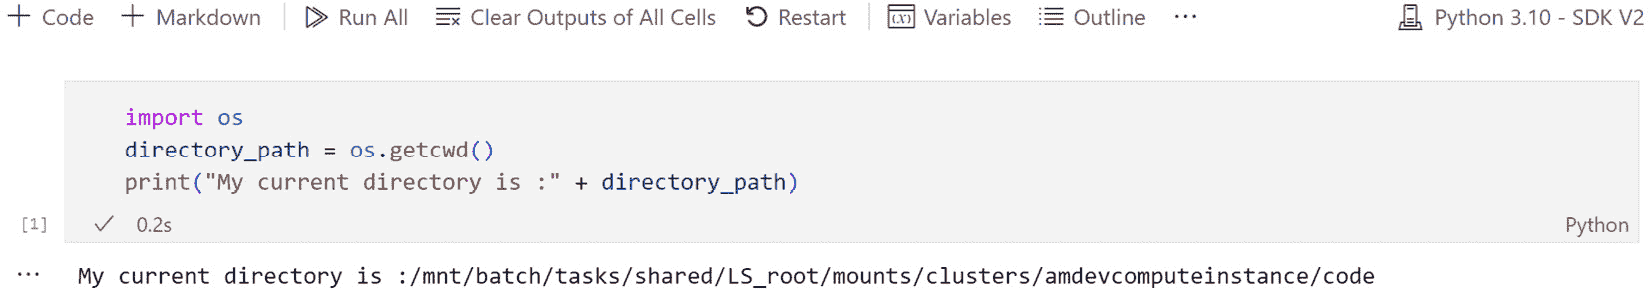 + Code + Markdown Run All Clear Outputs of All Cells Restart Variables Outline ... Python 3.10 - SDK V2
import os
directory_path = os.getcwd()
print("My current directory is :" + directory_path)
[1] ✓ 0.2s Python
... My current directory is :/mnt/batch/tasks/shared/LS_root/mounts/clusters/amdevcomputeinstance/code